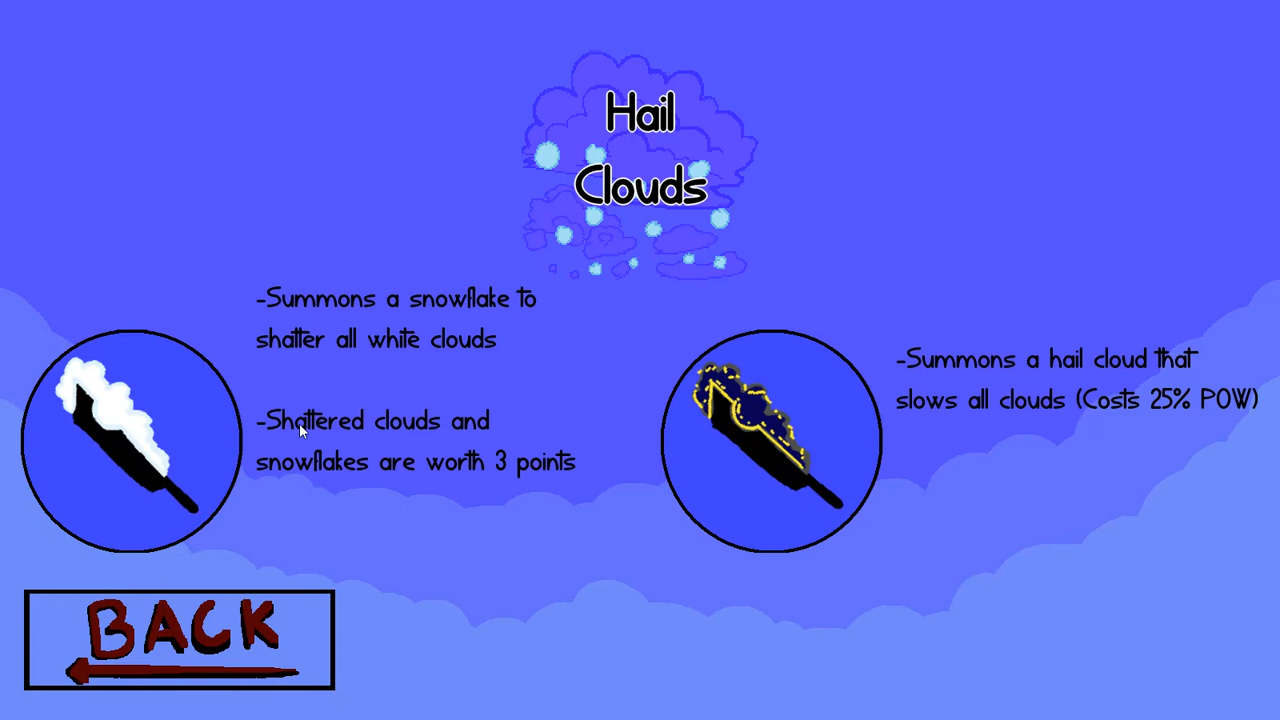 Hail
Clouds
-Summons a snowflake to
shatter all white clouds
-Shattered clouds and
snowflakes are worth 3 points
-Summons a hail cloud that
slows all clouds (Costs 25% POW)
BACK